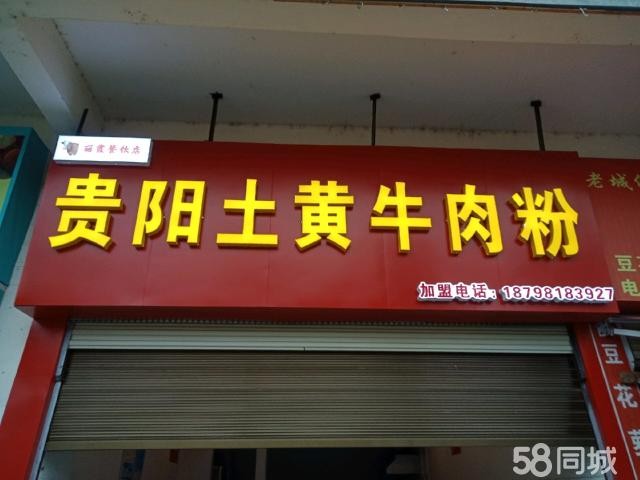 丽霞餐饮店
贵阳土黄牛肉粉
加盟电话：18798183927
老城
豆
电
豆
花
58同城